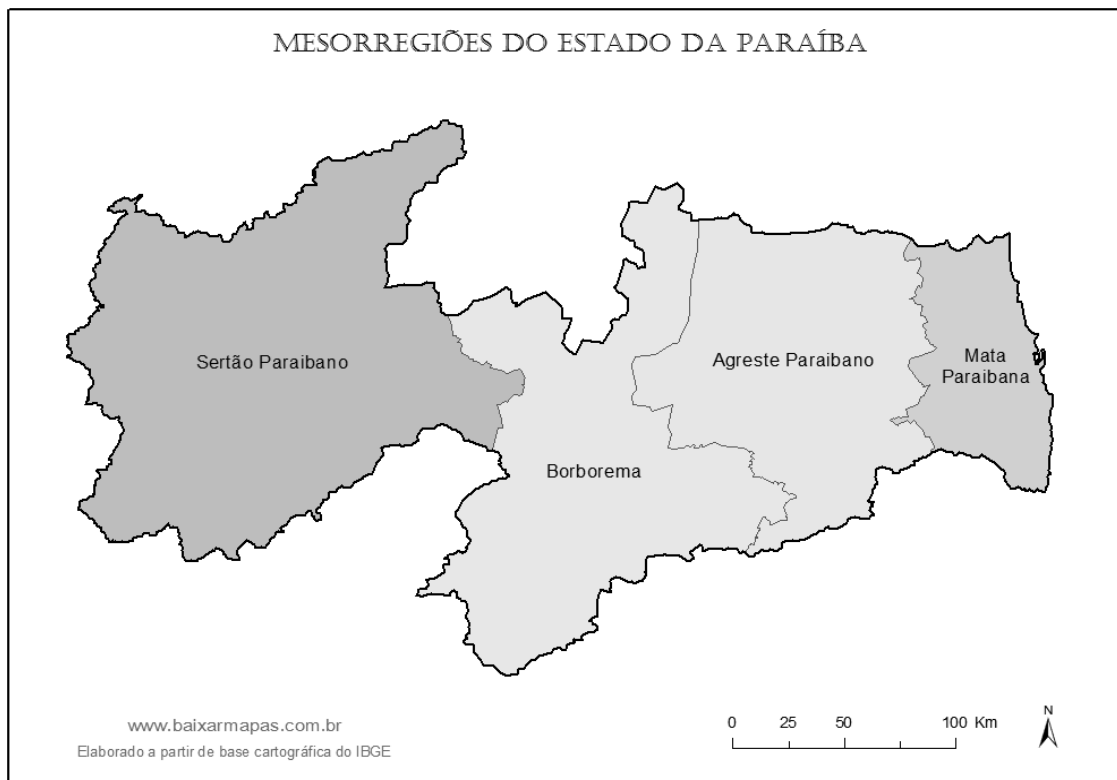 MESORREGIÕES DO ESTADO DA PARAÍBA
Sertão Paraibano
Agreste Paraibano
Mata
Paraibana
Borborema
www.baixarmapas.com.br
Elaborado a partir de base cartográfica do IBGE
0 25 50 100 Km
N